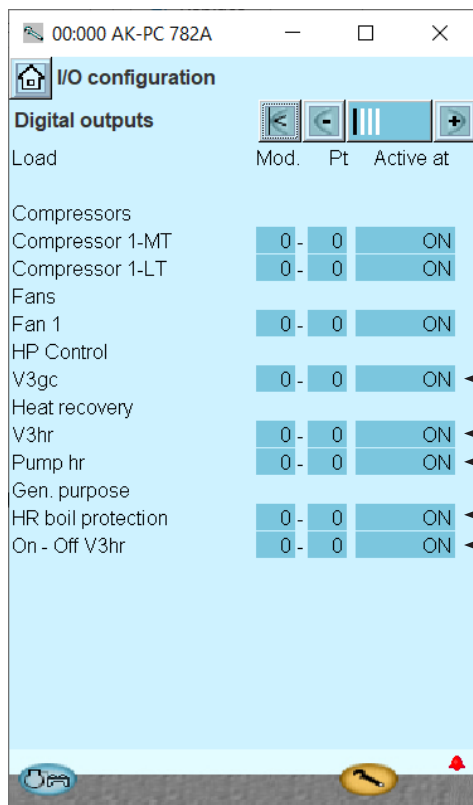 00:000 AK-PC 782A
I/O configuration
Digital outputs
Load Mod. Pt Active at
Compressors
Compressor 1-MT 0 - 0 ON
Compressor 1-LT 0 - 0 ON
Fans
Fan 1 0 - 0 ON
HP Control
V3gc 0 - 0 ON
Heat recovery
V3hr 0 - 0 ON
Pump hr 0 - 0 ON
Gen. purpose
HR boil protection 0 - 0 ON
On - Off V3hr 0 - 0 ON